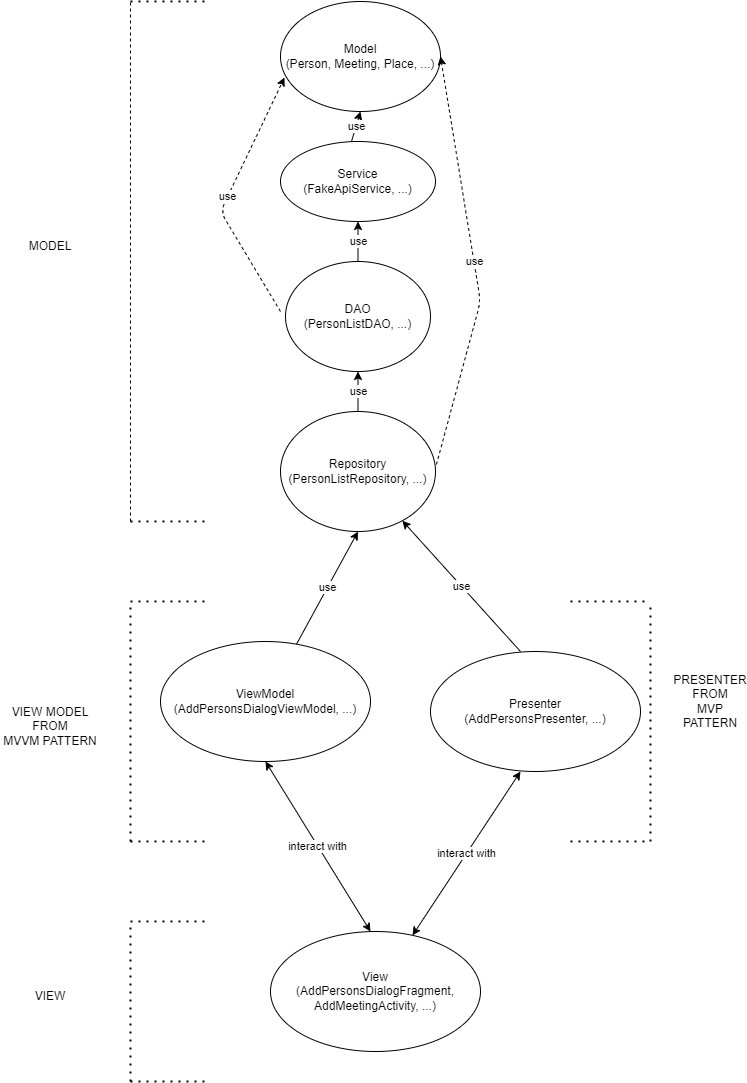 Model
(Person, Meeting, Place, ...)
use
Service
(FakeApiService, ...)
use
use
MODEL
use
DAO
(PersonListDAO, ...)
use
Repository
(PersonListRepository, ...)
use
use
ViewModel
(AddPersonsDialogViewModel, ...)
VIEW MODEL
FROM
MVVM PATTERN
Presenter
(AddPersonsPresenter, ...)
PRESENTER
FROM
MVP
PATTERN
interact with
interact with
View
(AddPersonsDialogFragment,
AddMeetingActivity, ...)
VIEW